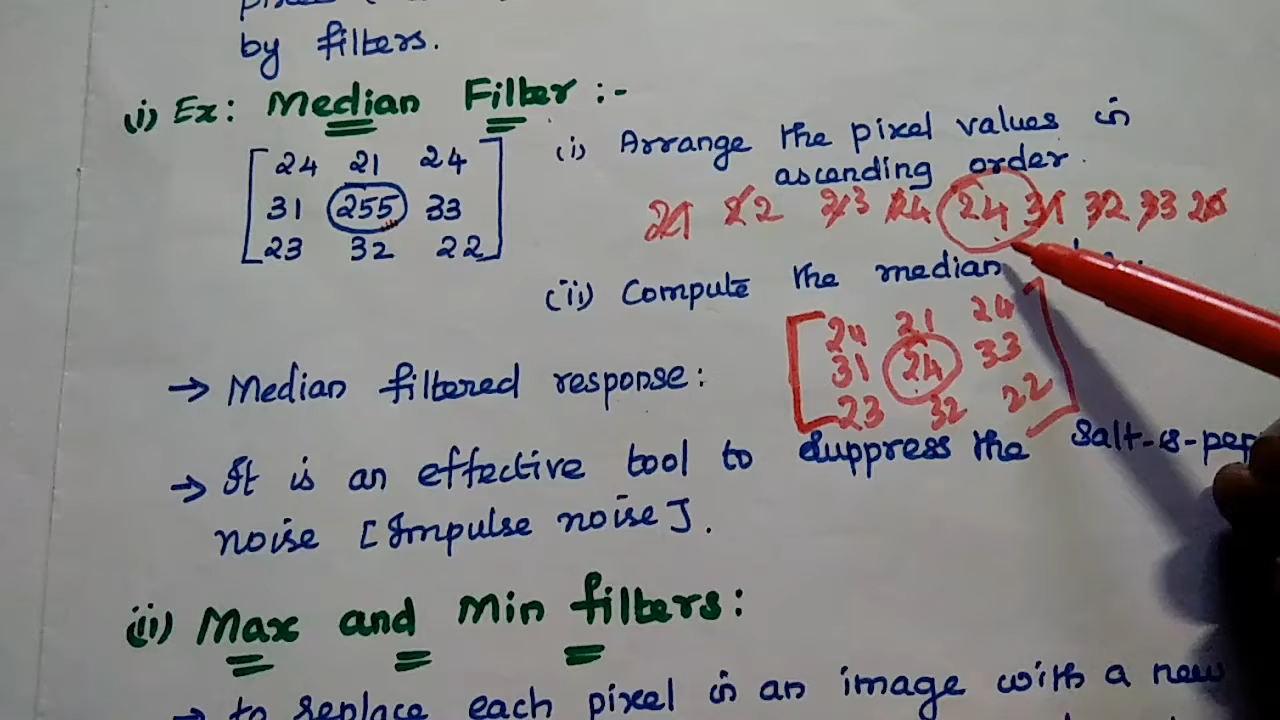 by filters.
(i) Ex: Median Filter :-
24 21 24
31 255 33
23 32 22
(i) Arrange the pixel values in
ascending order.
21 22 23 24 24 31 32 33
(ii) Compute the median
24 21 24
31 24 33
23 32 22
→ Median filtered response:
→ It is an effective tool to suppress the Salt-&-pep
noise [Impulse noise].
(ii) Max and Min filters:
→ to replace each pixel in an image with a new